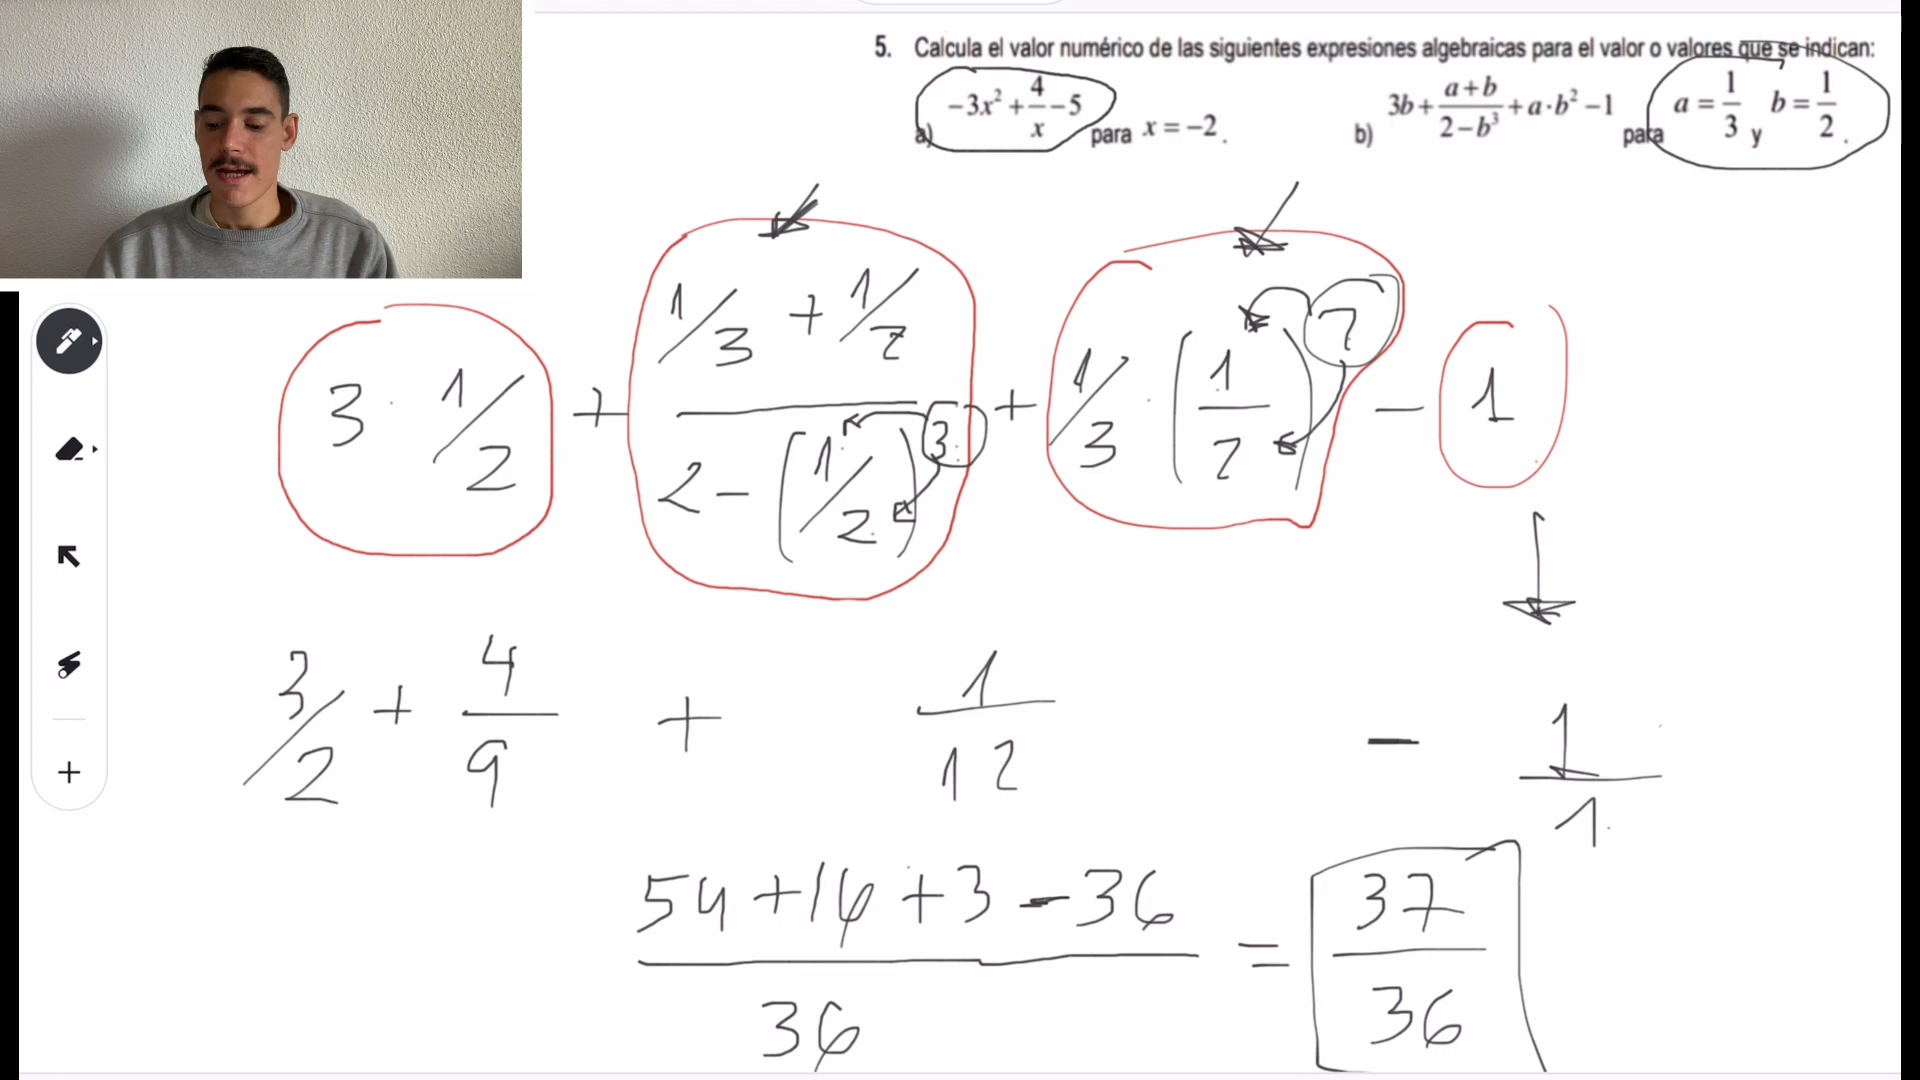 5. Calcula el valor numérico de las siguientes expresiones algebraicas para el valor o valores que se indican:
a) -3x² + 4/x - 5 para x = -2. b) 3b + (a+b)/(2-b³) + a·b² - 1 para a = 1/3 y b = 1/2.
3 · 1/2 + (1/3 + 1/2)/(2 - (1/2)³) + 1/3 · (1/2)² - 1
3/2 + 4/9 + 1/12 - 1/1
(54 + 16 + 3 - 36)/36 = 37/36